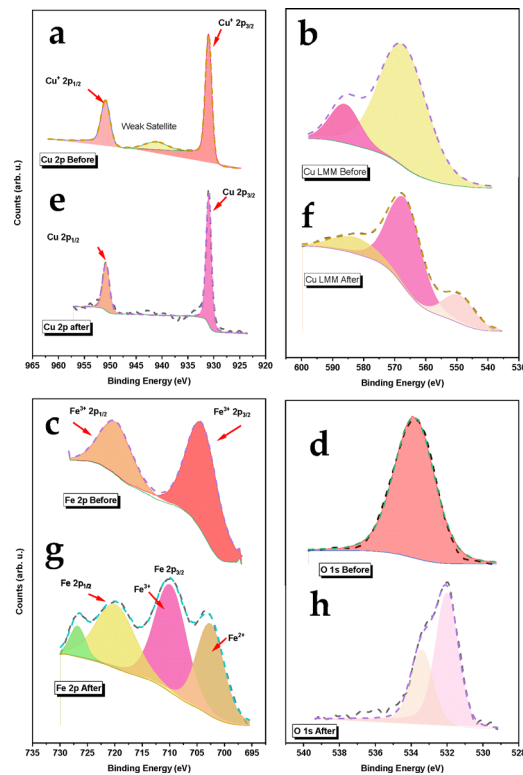 a
Cu⁺ 2p₃/₂
Cu⁺ 2p₁/₂
Weak Satellite
Cu 2p Before
e
Cu 2p₃/₂
Cu 2p₁/₂
Cu 2p after
965 960 955 950 945 940 935 930 925 920
Binding Energy (eV)
Counts (arb. u.)
b
Cu LMM Before
f
Cu LMM After
600 590 580 570 560 550 540 530
Binding Energy (eV)
Fe³⁺ 2p₁/₂
Fe³⁺ 2p₃/₂
c
Fe 2p Before
g
Fe 2p₃/₂
Fe 2p₁/₂
Fe³⁺
Fe²⁺
Fe 2p After
735 730 725 720 715 710 705 700 695
Binding Energy (eV)
Counts (arb. u.)
d
O 1s Before
h
O 1s After
540 538 536 534 532 530 528
Binding Energy (eV)